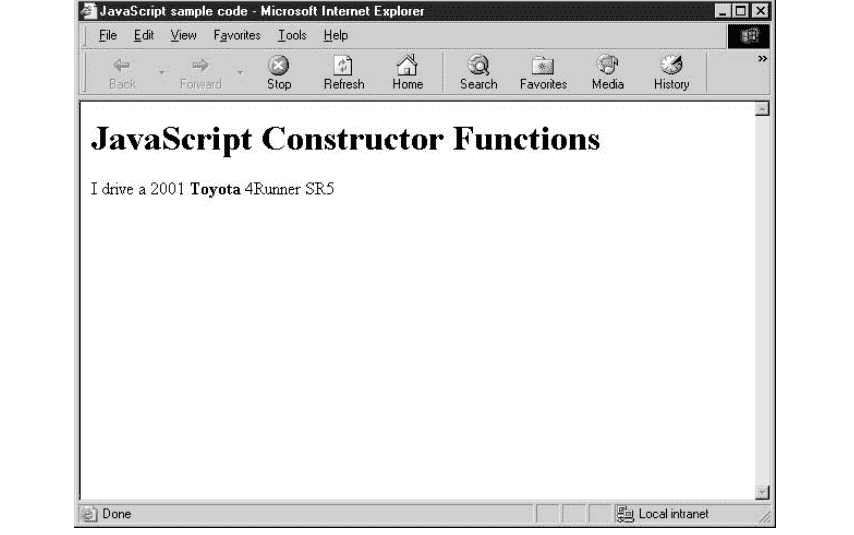 JavaScript sample code - Microsoft Internet Explorer
File Edit View Favorites Tools Help
Back Forward Stop Refresh Home Search Favorites Media History »
JavaScript Constructor Functions
I drive a 2001 Toyota 4Runner SR5
Done Local intranet